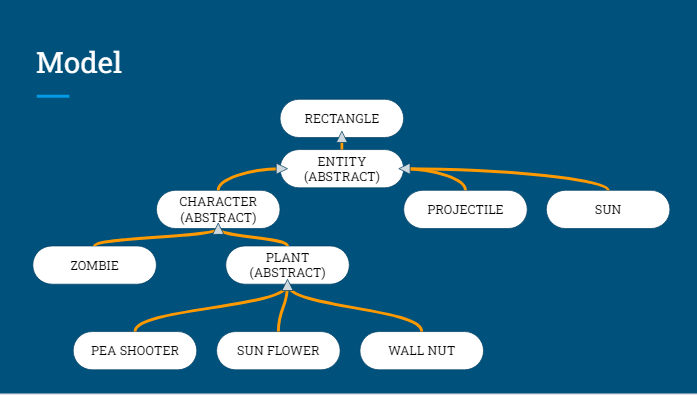 Model
RECTANGLE
ENTITY
(ABSTRACT)
CHARACTER
(ABSTRACT)
PROJECTILE
SUN
ZOMBIE
PLANT
(ABSTRACT)
PEA SHOOTER
SUN FLOWER
WALL NUT